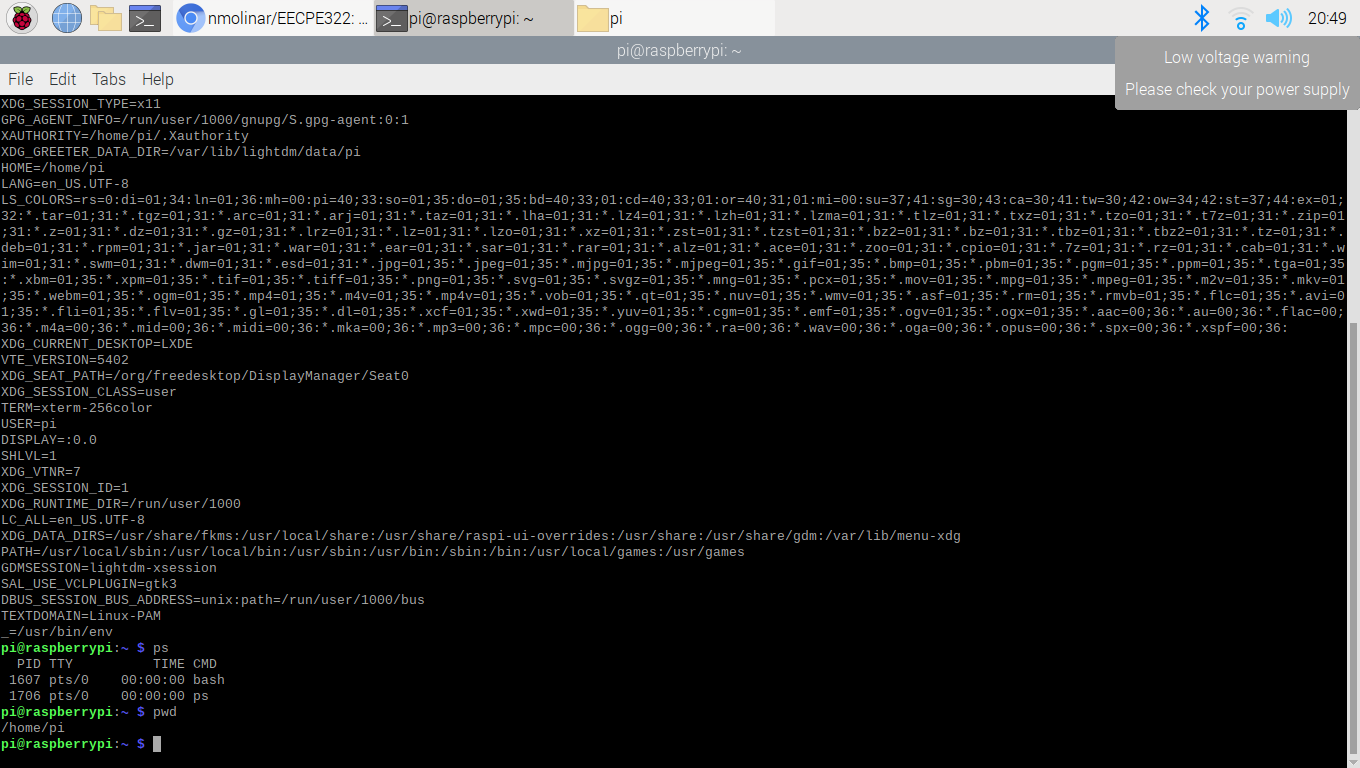 nmolinar/EECPE322: ...
pi@raspberrypi: ~
pi
20:49
pi@raspberrypi: ~
Low voltage warning
Please check your power supply
File Edit Tabs Help
XDG_SESSION_TYPE=x11
GPG_AGENT_INFO=/run/user/1000/gnupg/S.gpg-agent:0:1
XAUTHORITY=/home/pi/.Xauthority
XDG_GREETER_DATA_DIR=/var/lib/lightdm/data/pi
HOME=/home/pi
LANG=en_US.UTF-8
LS_COLORS=rs=0:di=01;34:ln=01;36:mh=00:pi=40;33:so=01;35:do=01;35:bd=40;33;01:cd=40;33;01:or=40;31;01:mi=00:su=37;41:sg=30;43:ca=30;41:tw=30;42:ow=34;42:st=37;44:ex=01;
32:*.tar=01;31:*.tgz=01;31:*.arc=01;31:*.arj=01;31:*.taz=01;31:*.lha=01;31:*.lz4=01;31:*.lzh=01;31:*.lzma=01;31:*.tlz=01;31:*.txz=01;31:*.tzo=01;31:*.t7z=01;31:*.zip=01
;31:*.z=01;31:*.dz=01;31:*.gz=01;31:*.lrz=01;31:*.lz=01;31:*.lzo=01;31:*.xz=01;31:*.zst=01;31:*.tzst=01;31:*.bz2=01;31:*.bz=01;31:*.tbz=01;31:*.tbz2=01;31:*.tz=01;31:*.
deb=01;31:*.rpm=01;31:*.jar=01;31:*.war=01;31:*.ear=01;31:*.sar=01;31:*.rar=01;31:*.alz=01;31:*.ace=01;31:*.zoo=01;31:*.cpio=01;31:*.7z=01;31:*.rz=01;31:*.cab=01;31:*.w
im=01;31:*.swm=01;31:*.dwm=01;31:*.esd=01;31:*.jpg=01;35:*.jpeg=01;35:*.mjpg=01;35:*.mjpeg=01;35:*.gif=01;35:*.bmp=01;35:*.pbm=01;35:*.pgm=01;35:*.ppm=01;35:*.tga=01;35
:*.xbm=01;35:*.xpm=01;35:*.tif=01;35:*.tiff=01;35:*.png=01;35:*.svg=01;35:*.svgz=01;35:*.mng=01;35:*.pcx=01;35:*.mov=01;35:*.mpg=01;35:*.mpeg=01;35:*.m2v=01;35:*.mkv=01
;35:*.webm=01;35:*.ogm=01;35:*.mp4=01;35:*.m4v=01;35:*.mp4v=01;35:*.vob=01;35:*.qt=01;35:*.nuv=01;35:*.wmv=01;35:*.asf=01;35:*.rm=01;35:*.rmvb=01;35:*.flc=01;35:*.avi=0
1;35:*.fli=01;35:*.flv=01;35:*.gl=01;35:*.dl=01;35:*.xcf=01;35:*.xwd=01;35:*.yuv=01;35:*.cgm=01;35:*.emf=01;35:*.ogv=01;35:*.ogx=01;35:*.aac=00;36:*.au=00;36:*.flac=00;
36:*.m4a=00;36:*.mid=00;36:*.midi=00;36:*.mka=00;36:*.mp3=00;36:*.mpc=00;36:*.ogg=00;36:*.ra=00;36:*.wav=00;36:*.oga=00;36:*.opus=00;36:*.spx=00;36:*.xspf=00;36:
XDG_CURRENT_DESKTOP=LXDE
VTE_VERSION=5402
XDG_SEAT_PATH=/org/freedesktop/DisplayManager/Seat0
XDG_SESSION_CLASS=user
TERM=xterm-256color
USER=pi
DISPLAY=:0.0
SHLVL=1
XDG_VTNR=7
XDG_SESSION_ID=1
XDG_RUNTIME_DIR=/run/user/1000
LC_ALL=en_US.UTF-8
XDG_DATA_DIRS=/usr/share/fkms:/usr/local/share:/usr/share/raspi-ui-overrides:/usr/share:/usr/share/gdm:/var/lib/menu-xdg
PATH=/usr/local/sbin:/usr/local/bin:/usr/sbin:/usr/bin:/sbin:/bin:/usr/local/games:/usr/games
GDMSESSION=lightdm-xsession
SAL_USE_VCLPLUGIN=gtk3
DBUS_SESSION_BUS_ADDRESS=unix:path=/run/user/1000/bus
TEXTDOMAIN=Linux-PAM
_=/usr/bin/env
pi@raspberrypi:~ $ ps
  PID TTY          TIME CMD
 1607 pts/0    00:00:00 bash
 1706 pts/0    00:00:00 ps
pi@raspberrypi:~ $ pwd
/home/pi
pi@raspberrypi:~ $